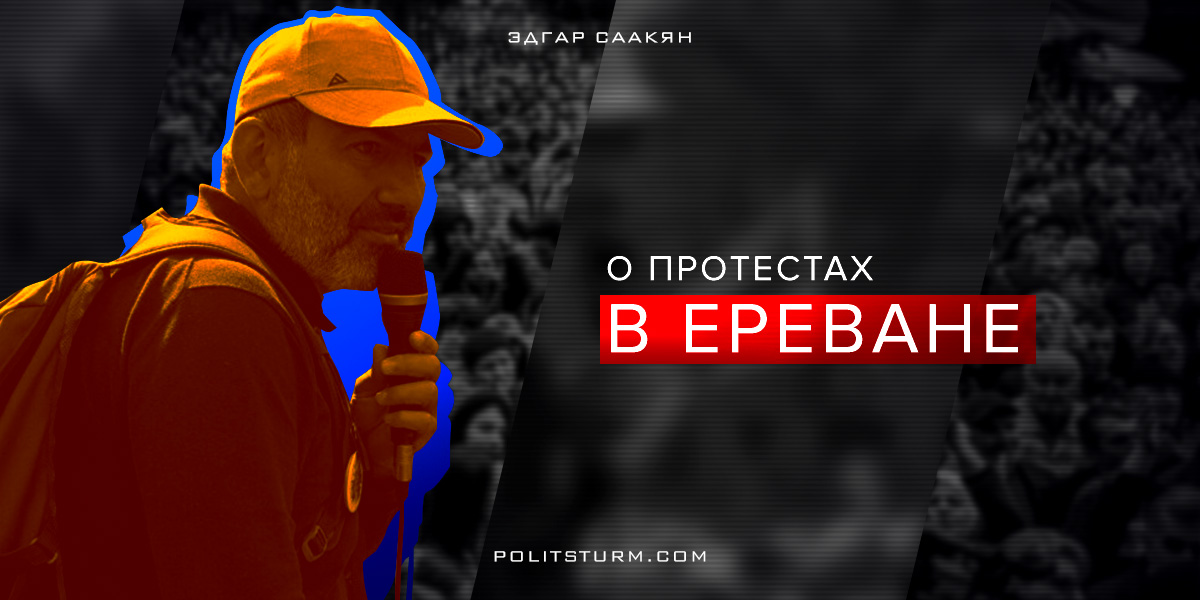 ЭДГАР СААКЯН
О ПРОТЕСТАХ
В ЕРЕВАНЕ
POLITSTURM.COM